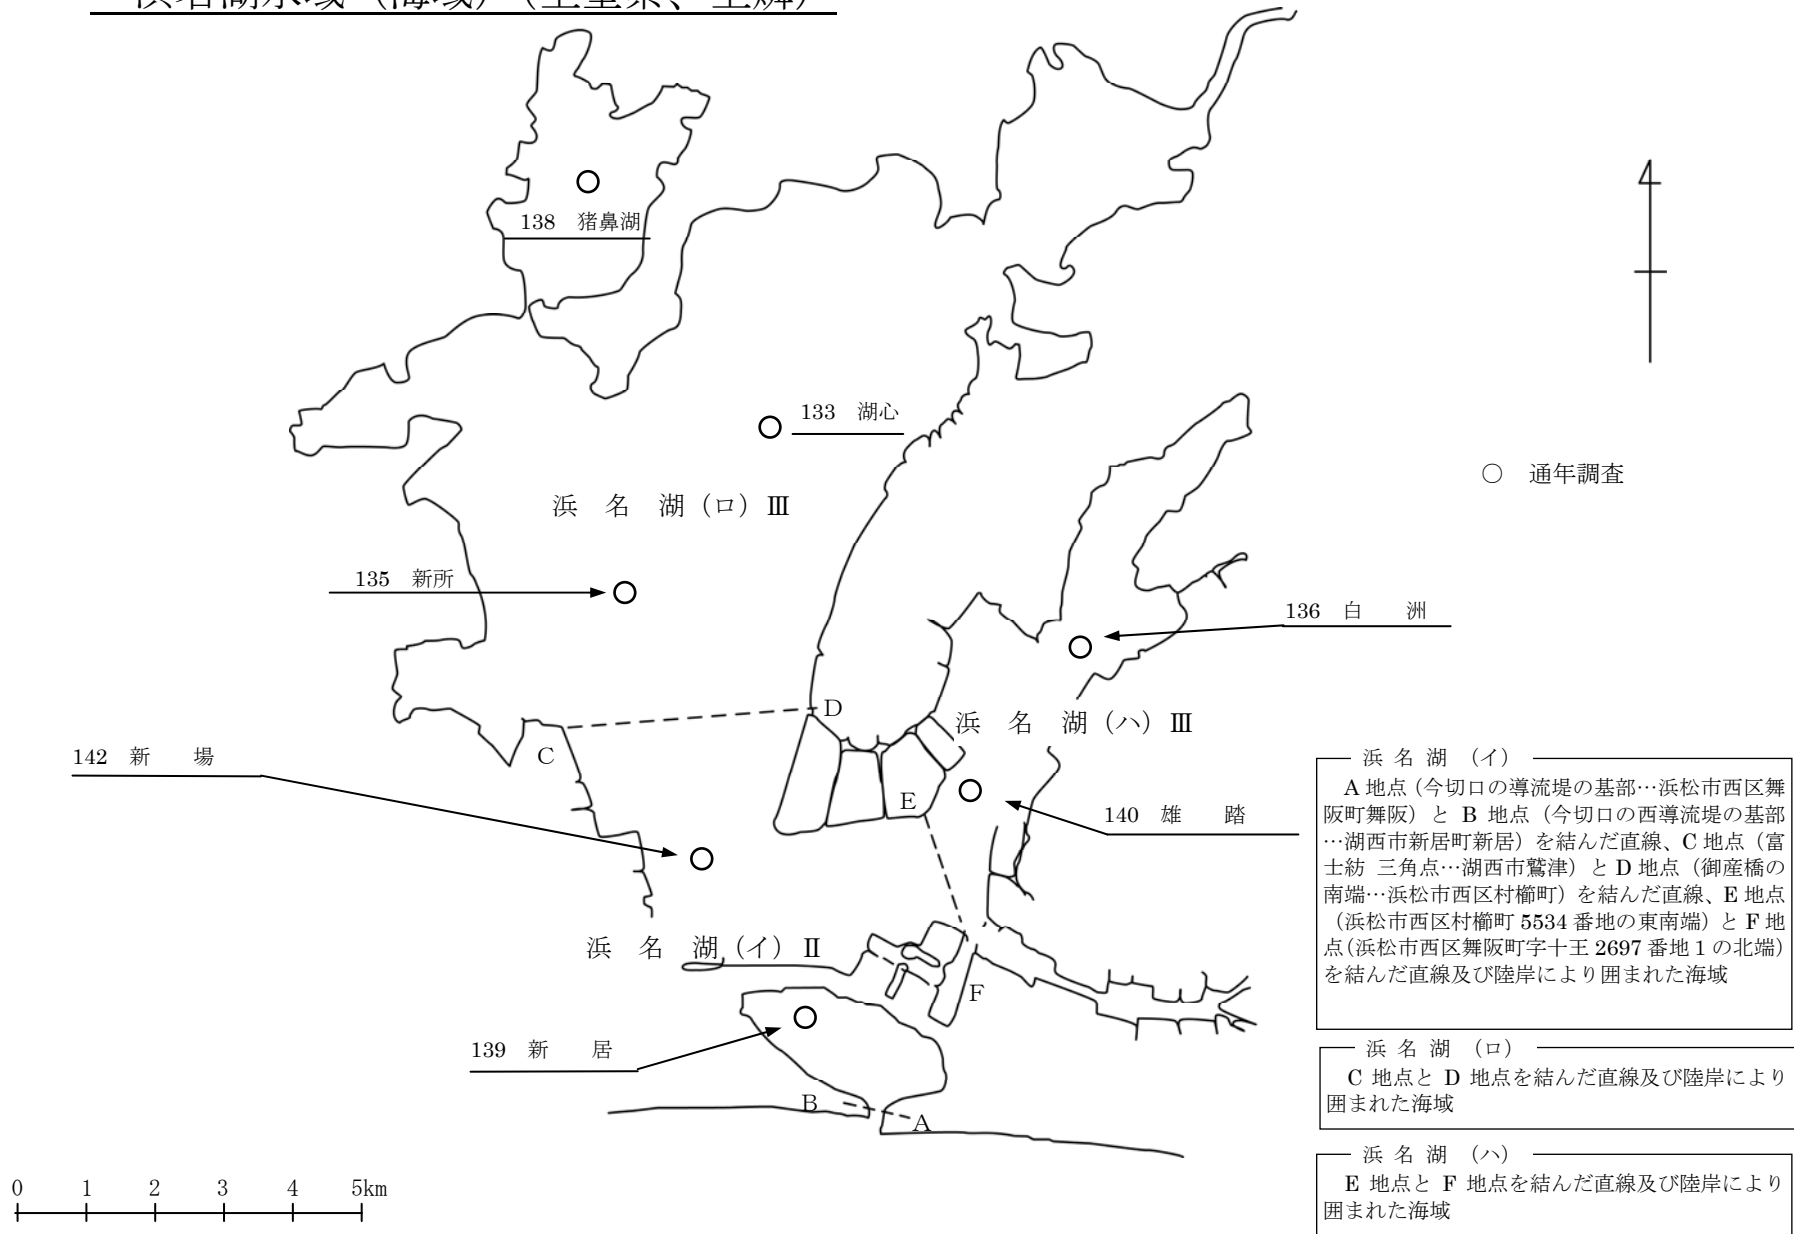 浜名湖水域（海域）（全窒素、全燐）
138 猪鼻湖
133 湖心
浜 名 湖（ロ）Ⅲ
○ 通年調査
135 新所
136 白 洲
D
浜 名 湖（ハ）Ⅲ
C
142 新 場
E
140 雄 踏
浜 名 湖（イ）Ⅱ
F
139 新 居
B
A
浜 名 湖 （イ）
A 地点（今切口の導流堤の基部…浜松市西区舞
阪町舞阪）と B 地点（今切口の西導流堤の基部
…湖西市新居町新居）を結んだ直線、C 地点（富
士紡 三角点…湖西市鷲津）と D 地点（御産橋の
南端…浜松市西区村櫛町）を結んだ直線、E 地点
（浜松市西区村櫛町 5534 番地の東南端）と F 地
点（浜松市西区舞阪町字十王 2697 番地 1 の北端）
を結んだ直線及び陸岸により囲まれた海域
浜 名 湖 （ロ）
C 地点と D 地点を結んだ直線及び陸岸により
囲まれた海域
浜 名 湖 （ハ）
E 地点と F 地点を結んだ直線及び陸岸により
囲まれた海域
0 1 2 3 4 5km